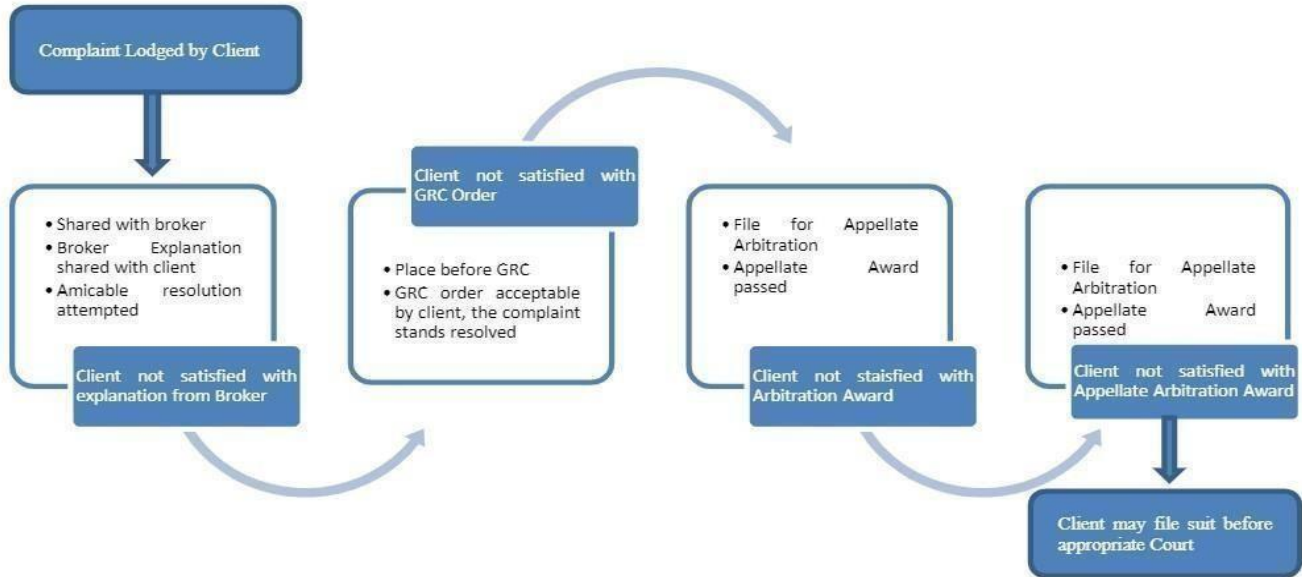 Complaint Lodged by Client
• Shared with broker
• Broker Explanation
shared with client
• Amicable resolution
attempted
Client not satisfied with
explanation from Broker
Client not satisfied with
GRC Order
• Place before GRC
• GRC order acceptable
by client, the complaint
stands resolved
• File for Appellate
Arbitration
• Appellate Award
passed
Client not staisfied with
Arbitration Award
• File for Appellate
Arbitration
• Appellate Award
passed
Client not satisfied with
Appellate Arbitration Award
Client may file suit before
appropriate Court